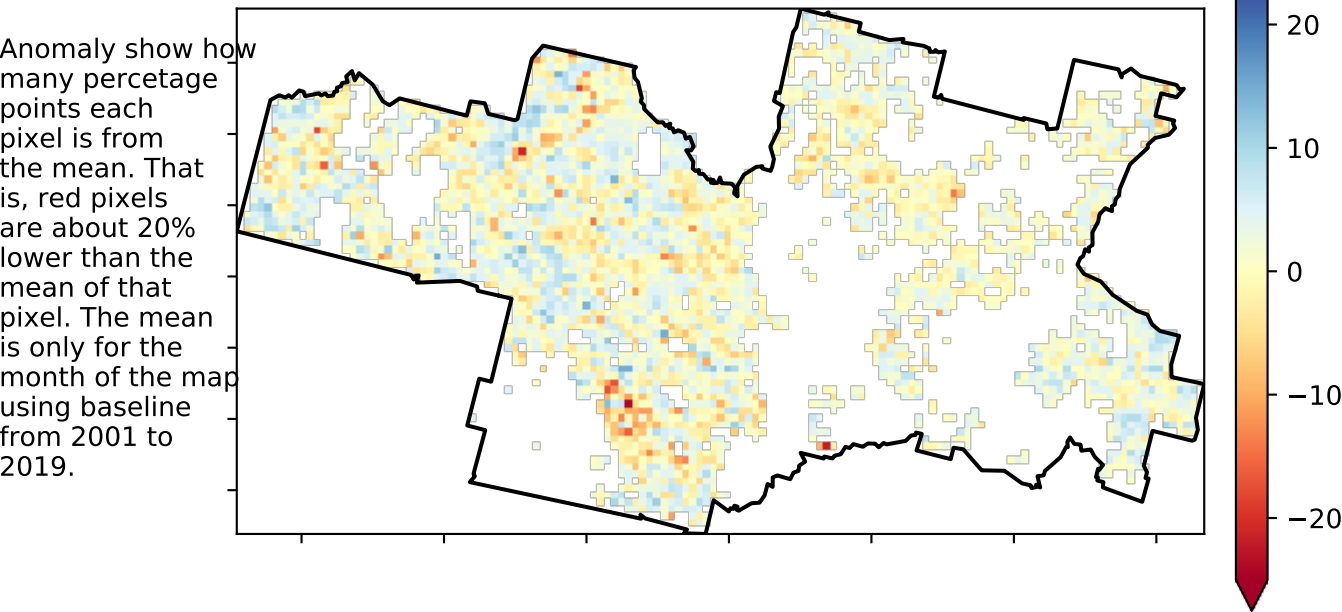 Anomaly show how
many percetage
points each
pixel is from
the mean. That
is, red pixels
are about 20%
lower than the
mean of that
pixel. The mean
is only for the
month of the map
using baseline
from 2001 to
2019.
20
10
0
−10
−20